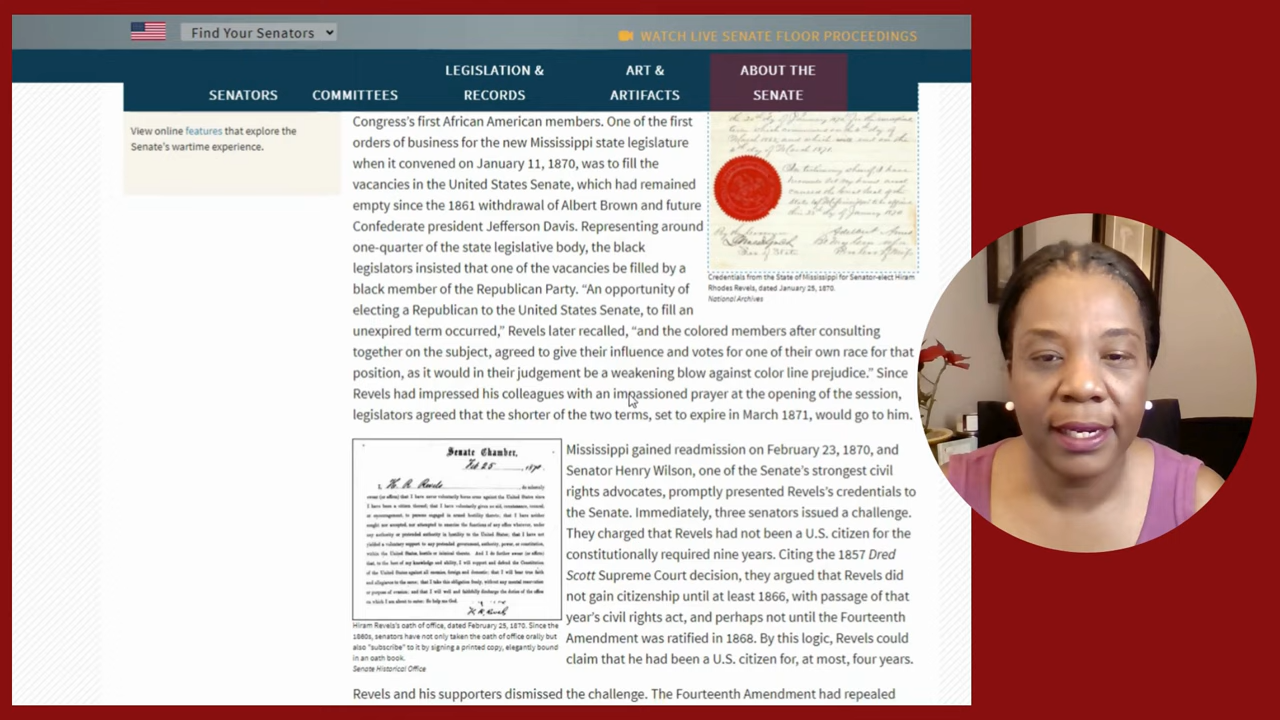 Find Your Senators
WATCH LIVE SENATE FLOOR PROCEEDINGS
SENATORS
COMMITTEES
LEGISLATION &
RECORDS
ART &
ARTIFACTS
ABOUT THE
SENATE
View online features that explore the
Senate's wartime experience.
Congress's first African American members. One of the first
orders of business for the new Mississippi state legislature
when it convened on January 11, 1870, was to fill the
vacancies in the United States Senate, which had remained
empty since the 1861 withdrawal of Albert Brown and future
Confederate president Jefferson Davis. Representing around
one-quarter of the state legislative body, the black
legislators insisted that one of the vacancies be filled by a
black member of the Republican Party. “An opportunity of
electing a Republican to the United States Senate, to fill an
unexpired term occurred,” Revels later recalled, “and the colored members after consulting
together on the subject, agreed to give their influence and votes for one of their own race for that
position, as it would in their judgement be a weakening blow against color line prejudice.” Since
Revels had impressed his colleagues with an impassioned prayer at the opening of the session,
legislators agreed that the shorter of the two terms, set to expire in March 1871, would go to him.
Credentials from the State of Mississippi for Senator-elect Hiram
Rhodes Revels, dated January 25, 1870.
National Archives
Senate Chamber,
Feb 25
H. R. Revels
H. R. Revels
Hiram Revels's oath of office, dated February 25, 1870. Since the
1860s, senators have not only taken the oath of office orally but
also "subscribe" to it by signing a printed copy, elegantly bound
in an oath book.
Senate Historical Office
Mississippi gained readmission on February 23, 1870, and
Senator Henry Wilson, one of the Senate's strongest civil
rights advocates, promptly presented Revels's credentials to
the Senate. Immediately, three senators issued a challenge.
They charged that Revels had not been a U.S. citizen for the
constitutionally required nine years. Citing the 1857 Dred
Scott Supreme Court decision, they argued that Revels did
not gain citizenship until at least 1866, with passage of that
year's civil rights act, and perhaps not until the Fourteenth
Amendment was ratified in 1868. By this logic, Revels could
claim that he had been a U.S. citizen for, at most, four years.
Revels and his supporters dismissed the challenge. The Fourteenth Amendment had repealed